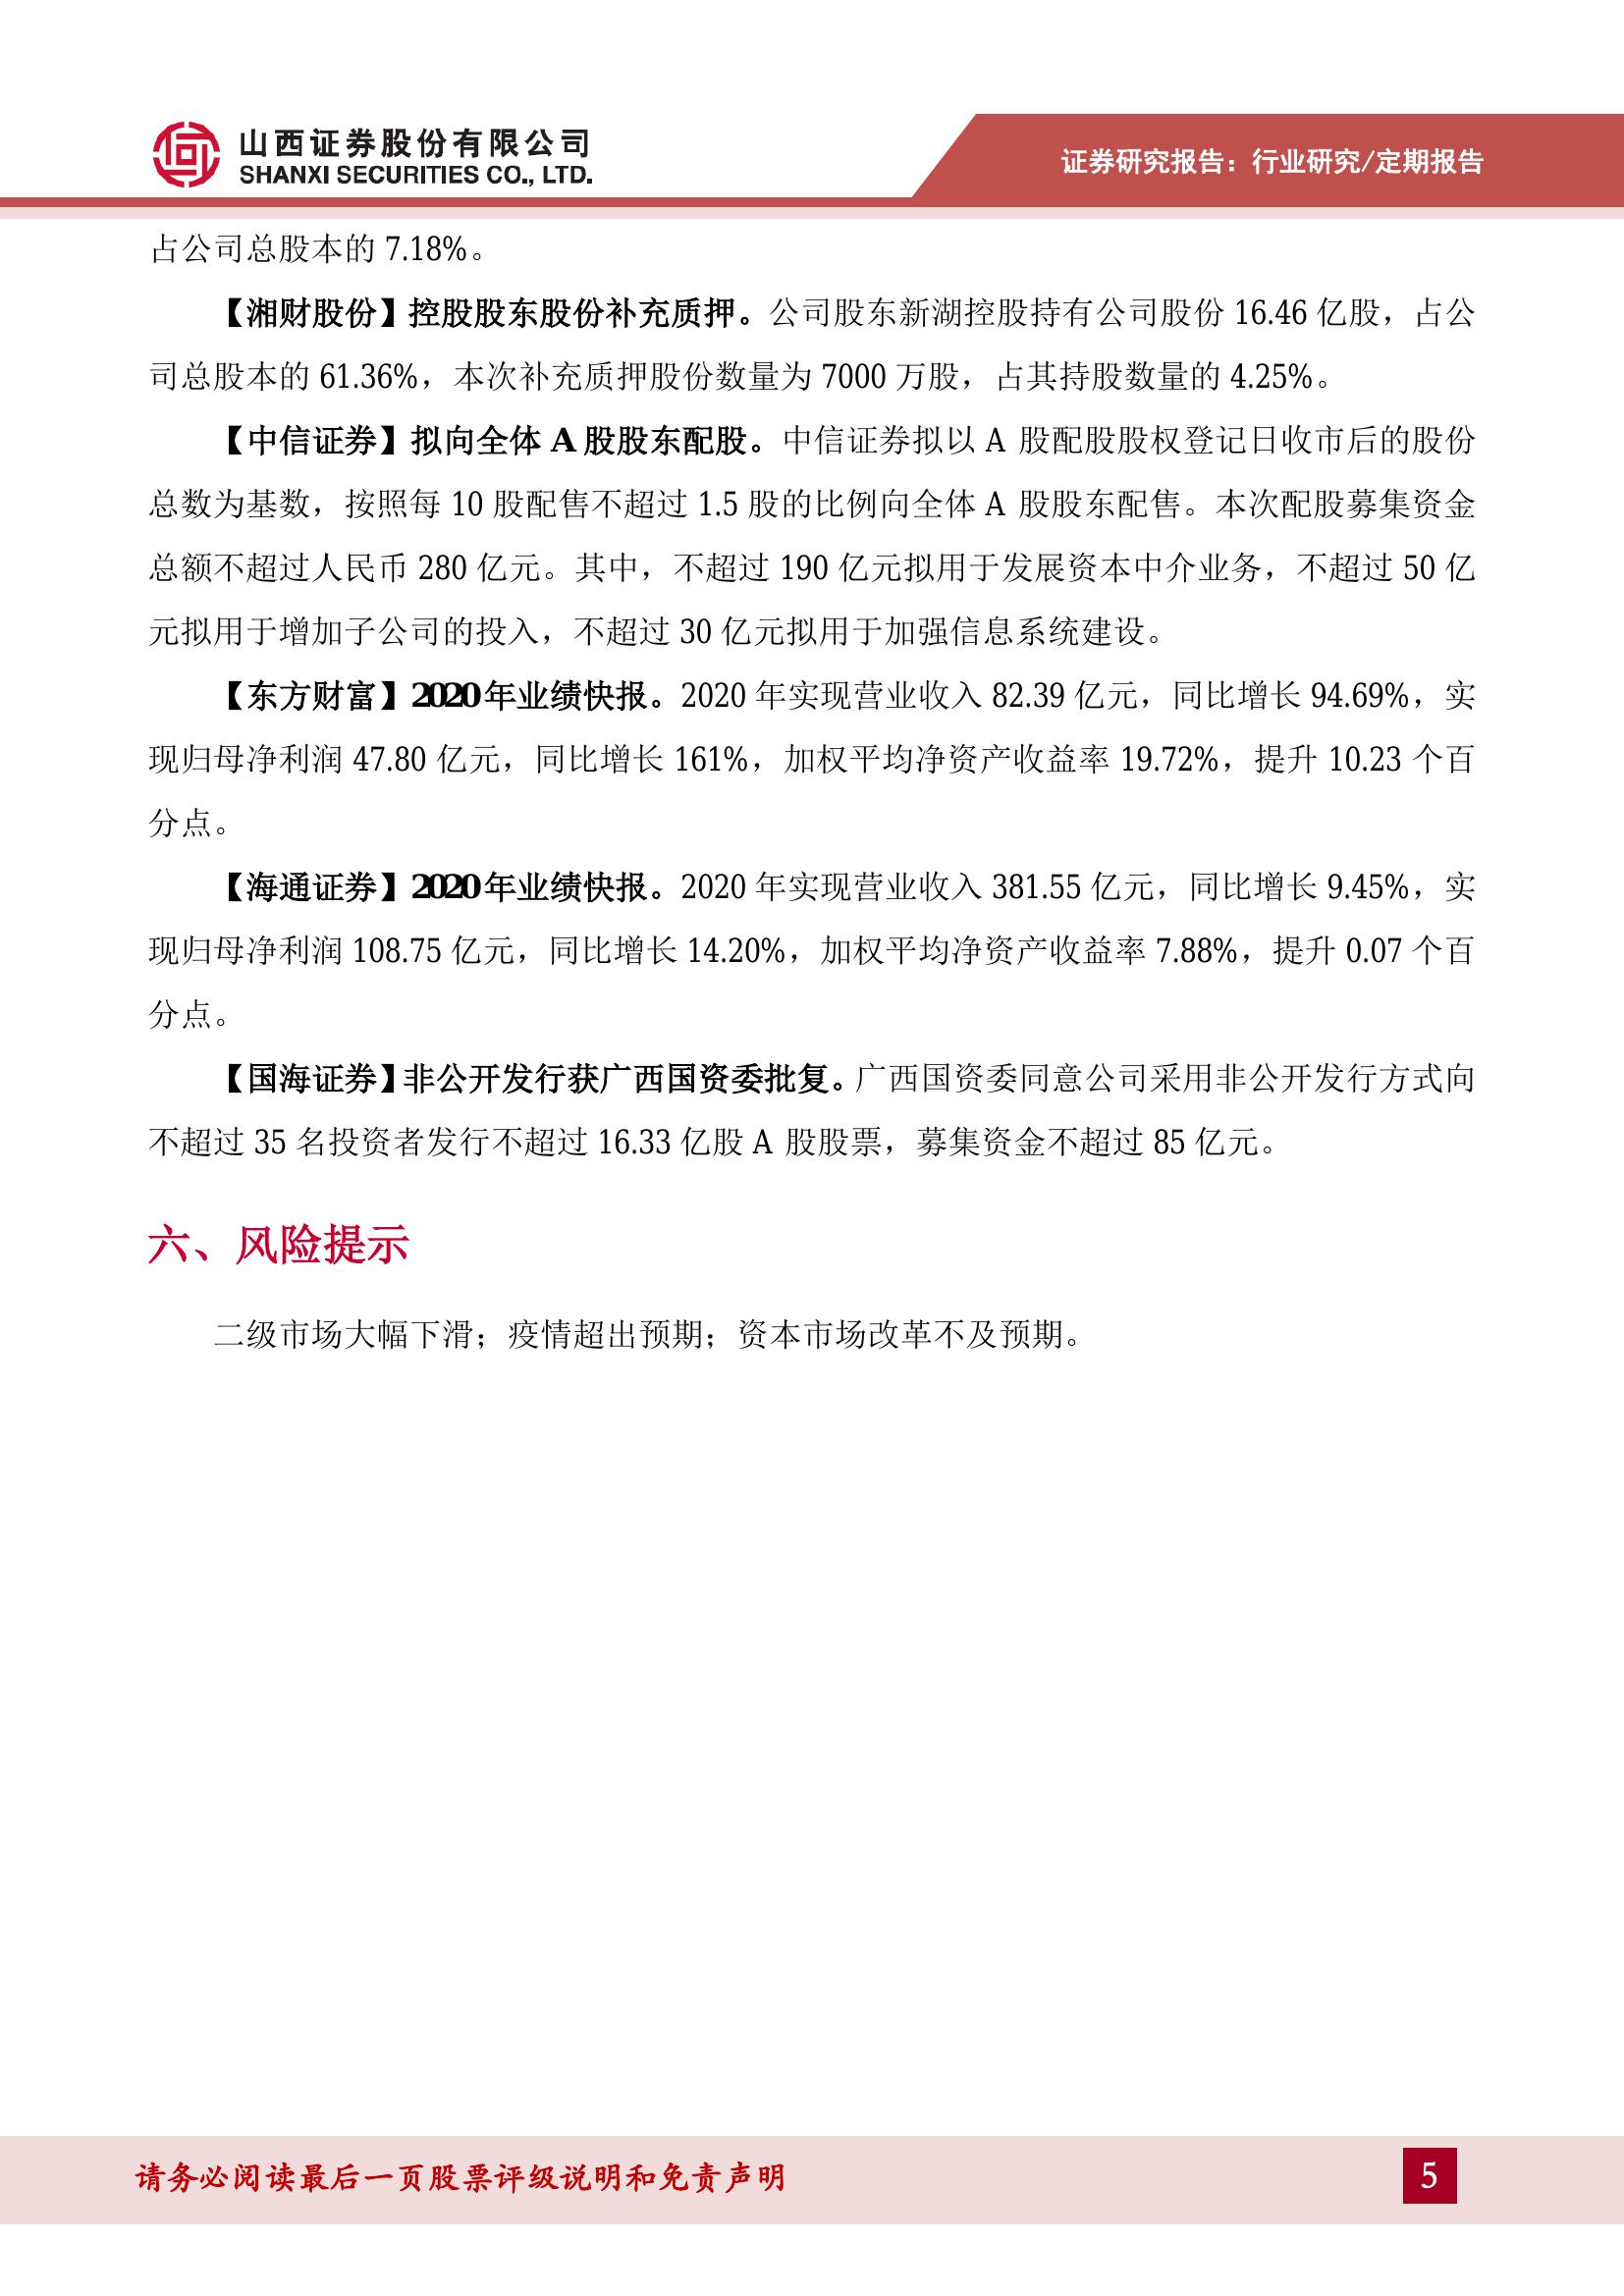 山西证券股份有限公司
SHANXI SECURITIES CO., LTD.
证券研究报告：行业研究/定期报告
占公司总股本的 7.18%。
【湘财股份】控股股东股份补充质押。公司股东新湖控股持有公司股份 16.46 亿股，占公
司总股本的 61.36%，本次补充质押股份数量为 7000 万股，占其持股数量的 4.25%。
【中信证券】拟向全体 A 股股东配股。中信证券拟以 A 股配股股权登记日收市后的股份
总数为基数，按照每 10 股配售不超过 1.5 股的比例向全体 A 股股东配售。本次配股募集资金
总额不超过人民币 280 亿元。其中，不超过 190 亿元拟用于发展资本中介业务，不超过 50 亿
元拟用于增加子公司的投入，不超过 30 亿元拟用于加强信息系统建设。
【东方财富】2020 年业绩快报。2020 年实现营业收入 82.39 亿元，同比增长 94.69%，实
现归母净利润 47.80 亿元，同比增长 161%，加权平均净资产收益率 19.72%，提升 10.23 个百
分点。
【海通证券】2020 年业绩快报。2020 年实现营业收入 381.55 亿元，同比增长 9.45%，实
现归母净利润 108.75 亿元，同比增长 14.20%，加权平均净资产收益率 7.88%，提升 0.07 个百
分点。
【国海证券】非公开发行获广西国资委批复。广西国资委同意公司采用非公开发行方式向
不超过 35 名投资者发行不超过 16.33 亿股 A 股股票，募集资金不超过 85 亿元。
六、风险提示
二级市场大幅下滑；疫情超出预期；资本市场改革不及预期。
请务必阅读最后一页股票评级说明和免责声明
5